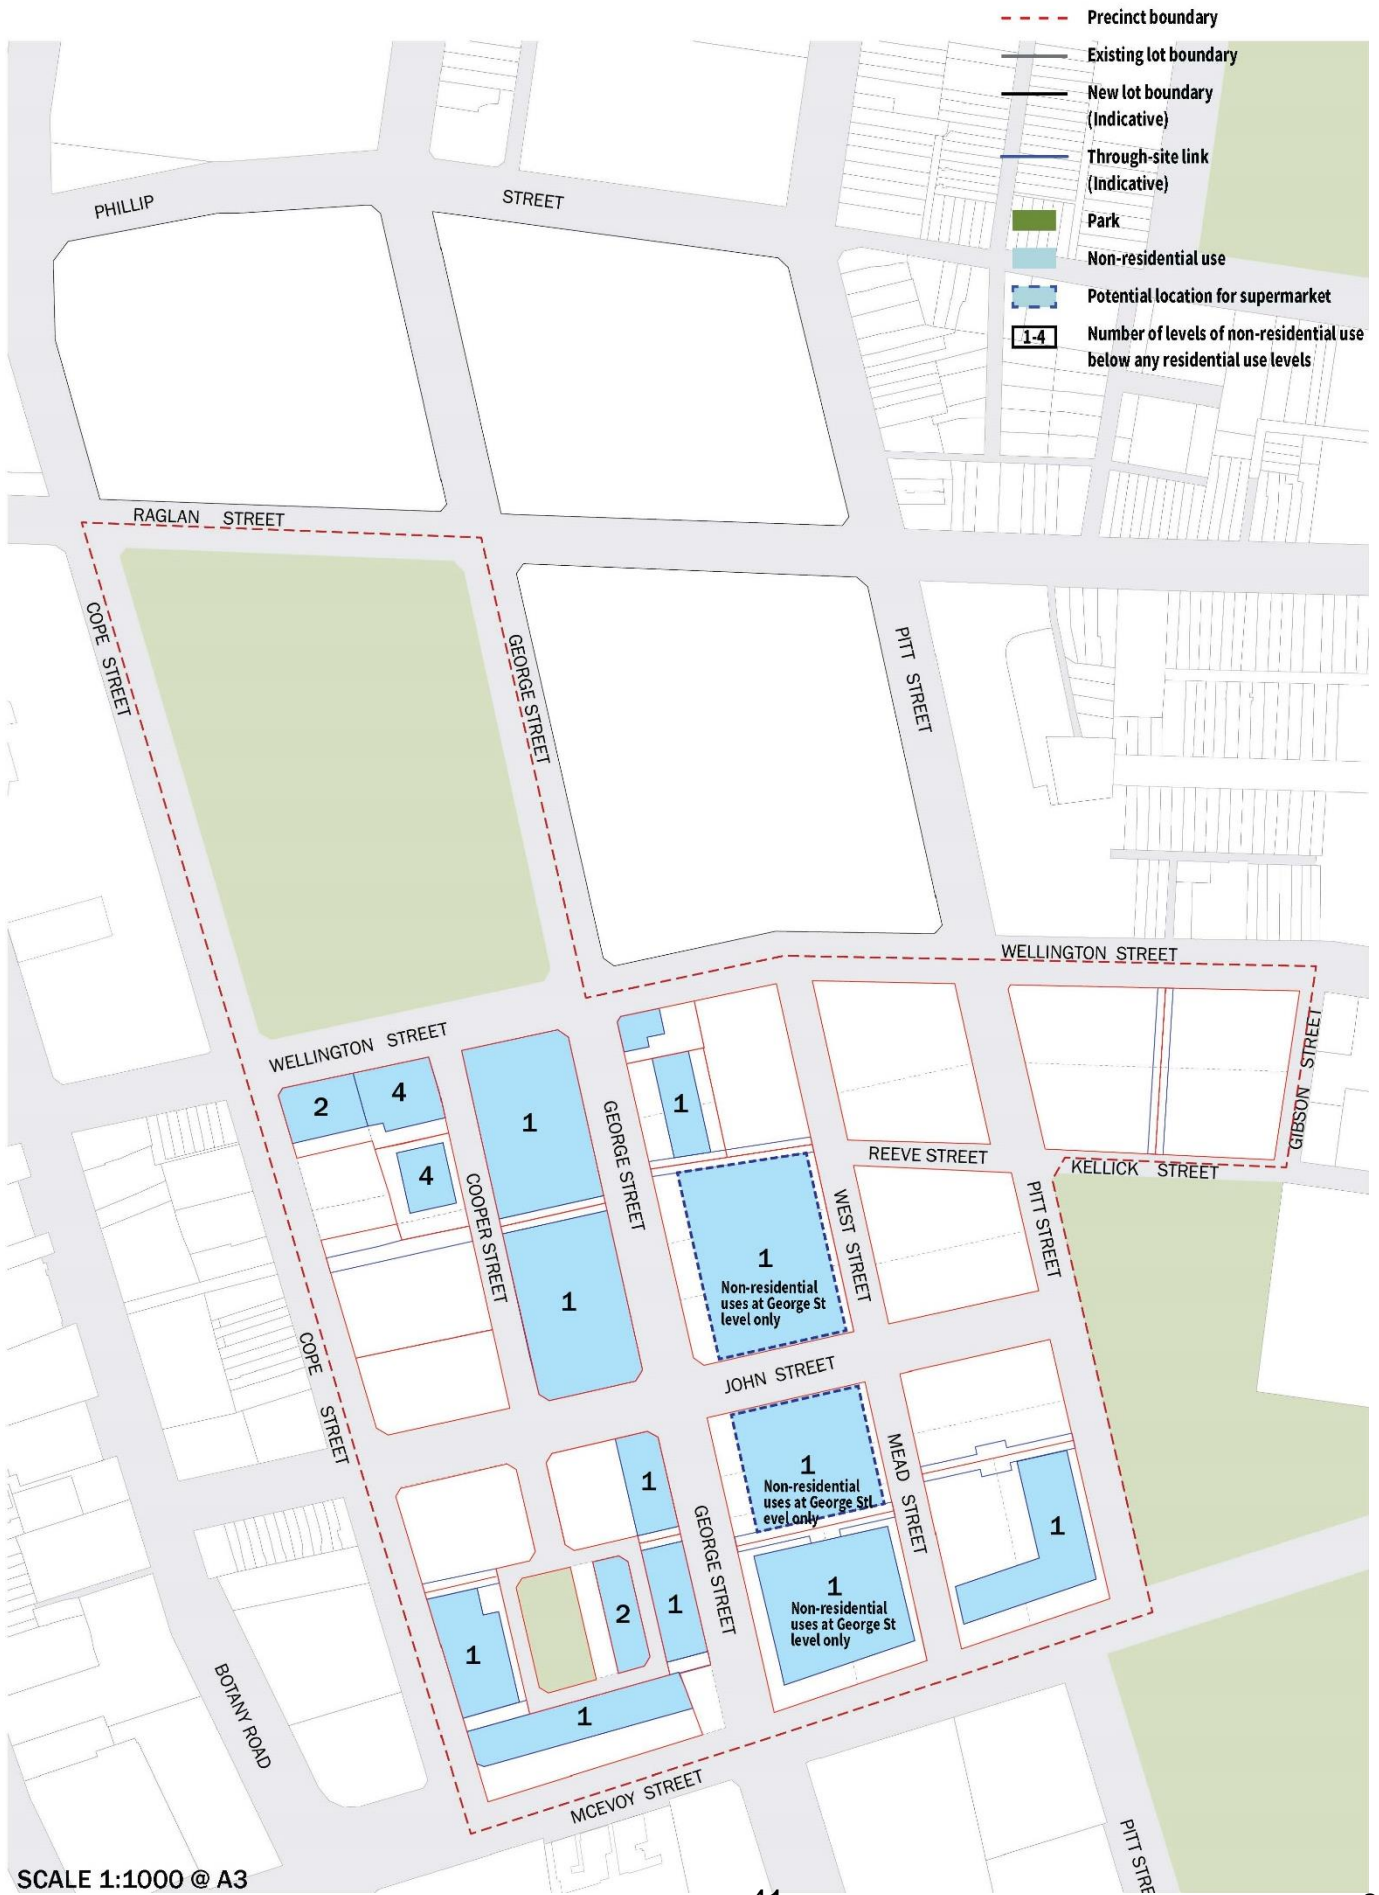 Precinct boundary
Existing lot boundary
New lot boundary
(Indicative)
Through-site link
(Indicative)
Park
Non-residential use
Potential location for supermarket
1-4
Number of levels of non-residential use
below any residential use levels
PHILLIP
STREET
RAGLAN STREET
COPE STREET
GEORGE STREET
PITT STREET
WELLINGTON STREET
WELLINGTON STREET
GIBSON STREET
2
4
1
1
4
GEORGE STREET
REEVE STREET
KELLICK STREET
COOPER STREET
WEST STREET
PITT STREET
1
Non-residential
uses at George St
level only
1
COPE STREET
JOHN STREET
1
1
Non-residential
uses at George Stl
evel only
MEAD STREET
1
GEORGE STREET
2
1
1
Non-residential
uses at George St
level only
1
1
BOTANY ROAD
MCEVOY STREET
PITT STRE
SCALE 1:1000 @ A3